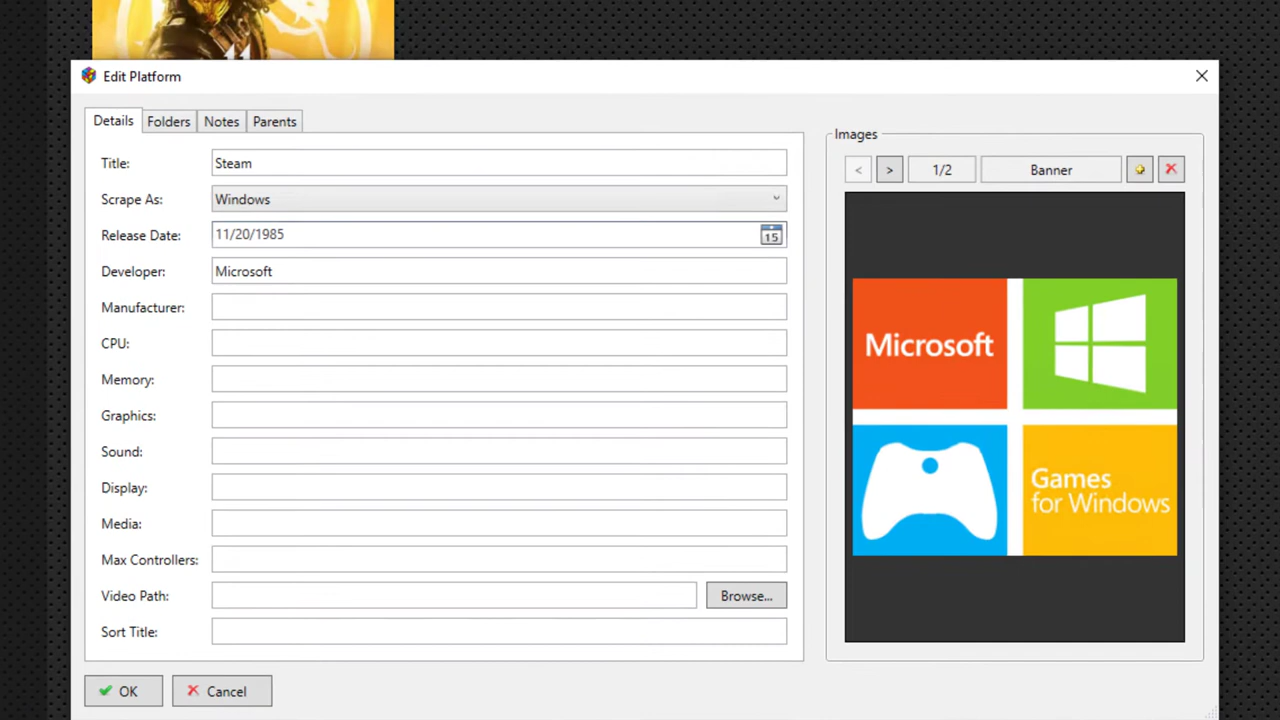 11
Edit Platform
Details Folders Notes Parents
Title: Steam
Scrape As: Windows
Release Date: 11/20/1985 15
Developer: Microsoft
Manufacturer:
CPU:
Memory:
Graphics:
Sound:
Display:
Media:
Max Controllers:
Video Path: Browse...
Sort Title:
OK Cancel
Images
< > 1/2 Banner
Microsoft
Games
for Windows